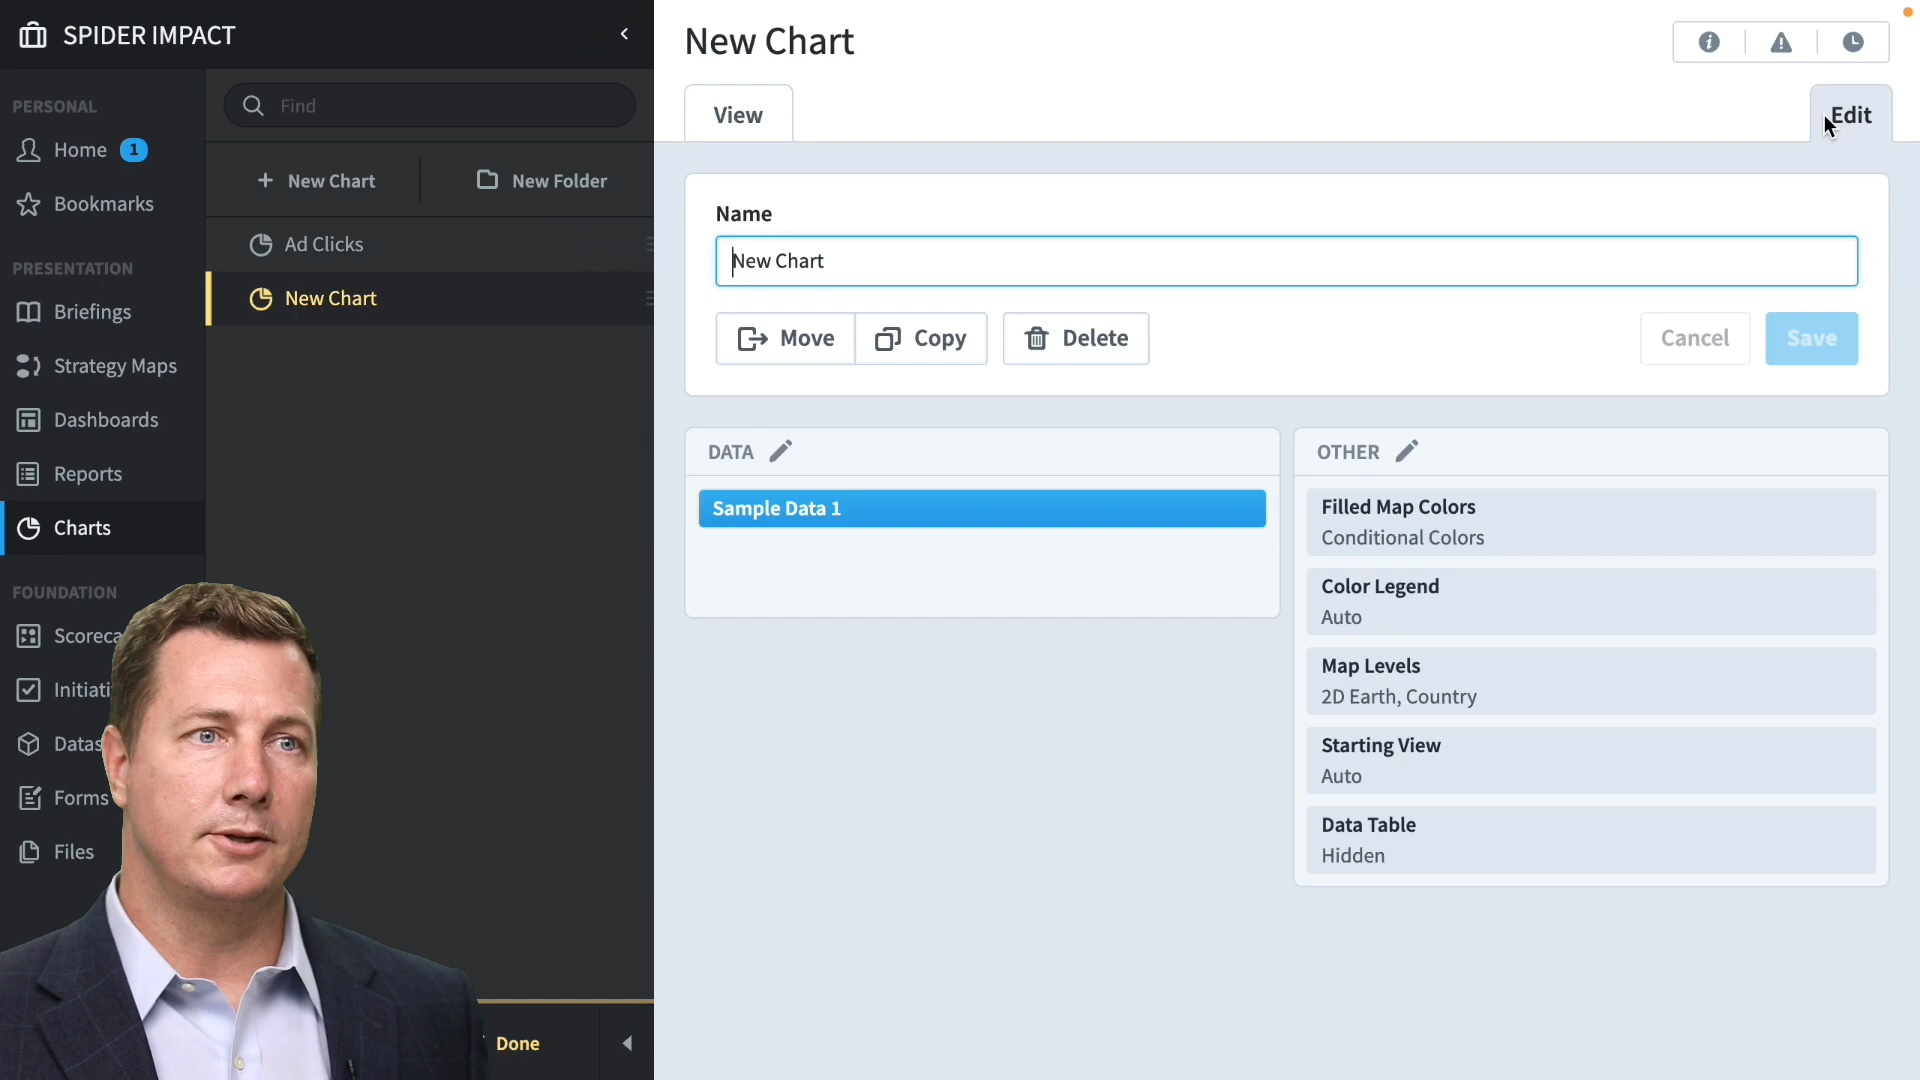 SPIDER IMPACT
PERSONAL
Home 1
Bookmarks
PRESENTATION
Briefings
Strategy Maps
Dashboards
Reports
Charts
FOUNDATION
Scoreca
Initiati
Datas
Forms
Files
Find
New Chart
New Folder
Ad Clicks
New Chart
Done
New Chart
View
Edit
Name
New Chart
Move
Copy
Delete
Cancel
Save
DATA
Sample Data 1
OTHER
Filled Map Colors
Conditional Colors
Color Legend
Auto
Map Levels
2D Earth, Country
Starting View
Auto
Data Table
Hidden